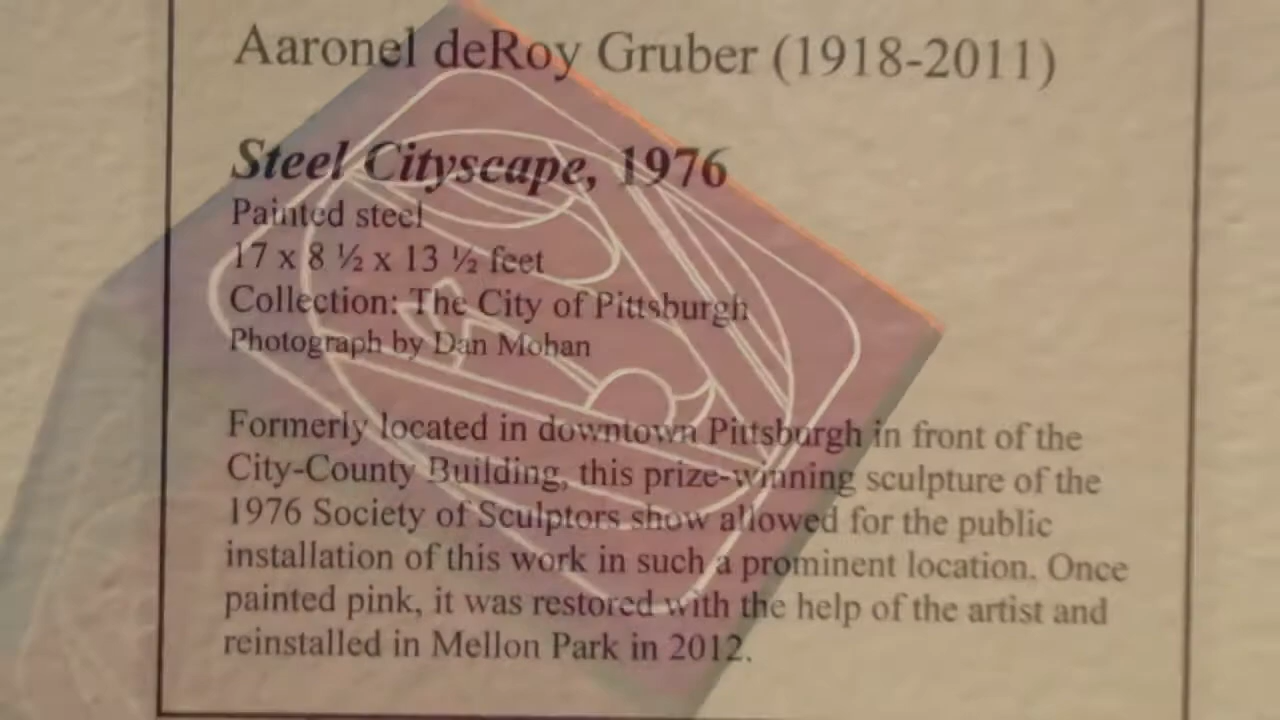 Aaronel deRoy Gruber (1918-2011)
Steel Cityscape, 1976
Painted steel
17 x 8 ½ x 13 ½ feet
Collection: The City of Pittsburgh
Photograph by Dan Mohan
Formerly located in downtown Pittsburgh in front of the
City-County Building, this prize-winning sculpture of the
1976 Society of Sculptors show allowed for the public
installation of this work in such a prominent location. Once
painted pink, it was restored with the help of the artist and
reinstalled in Mellon Park in 2012.